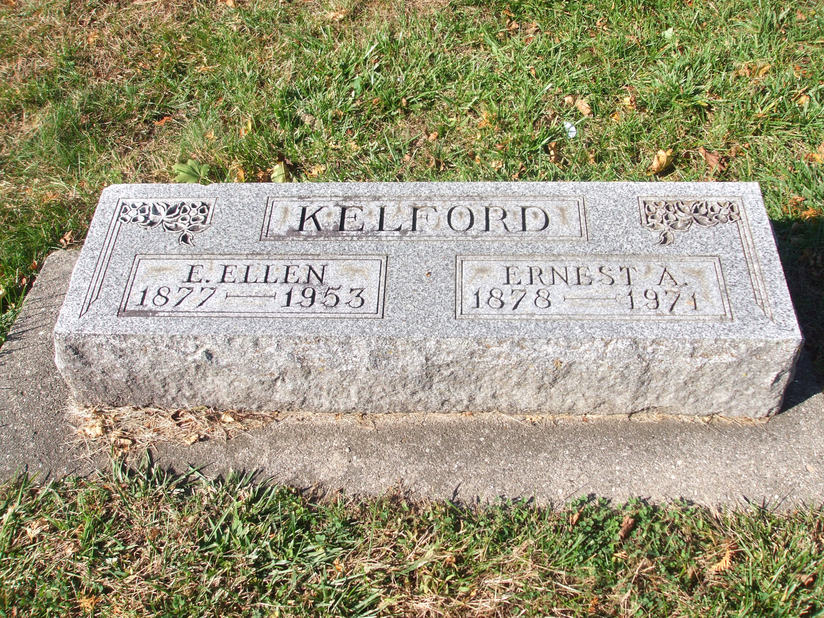 KELFORD
E. ELLEN
1877 — 1953
ERNEST A.
1878 — 1971